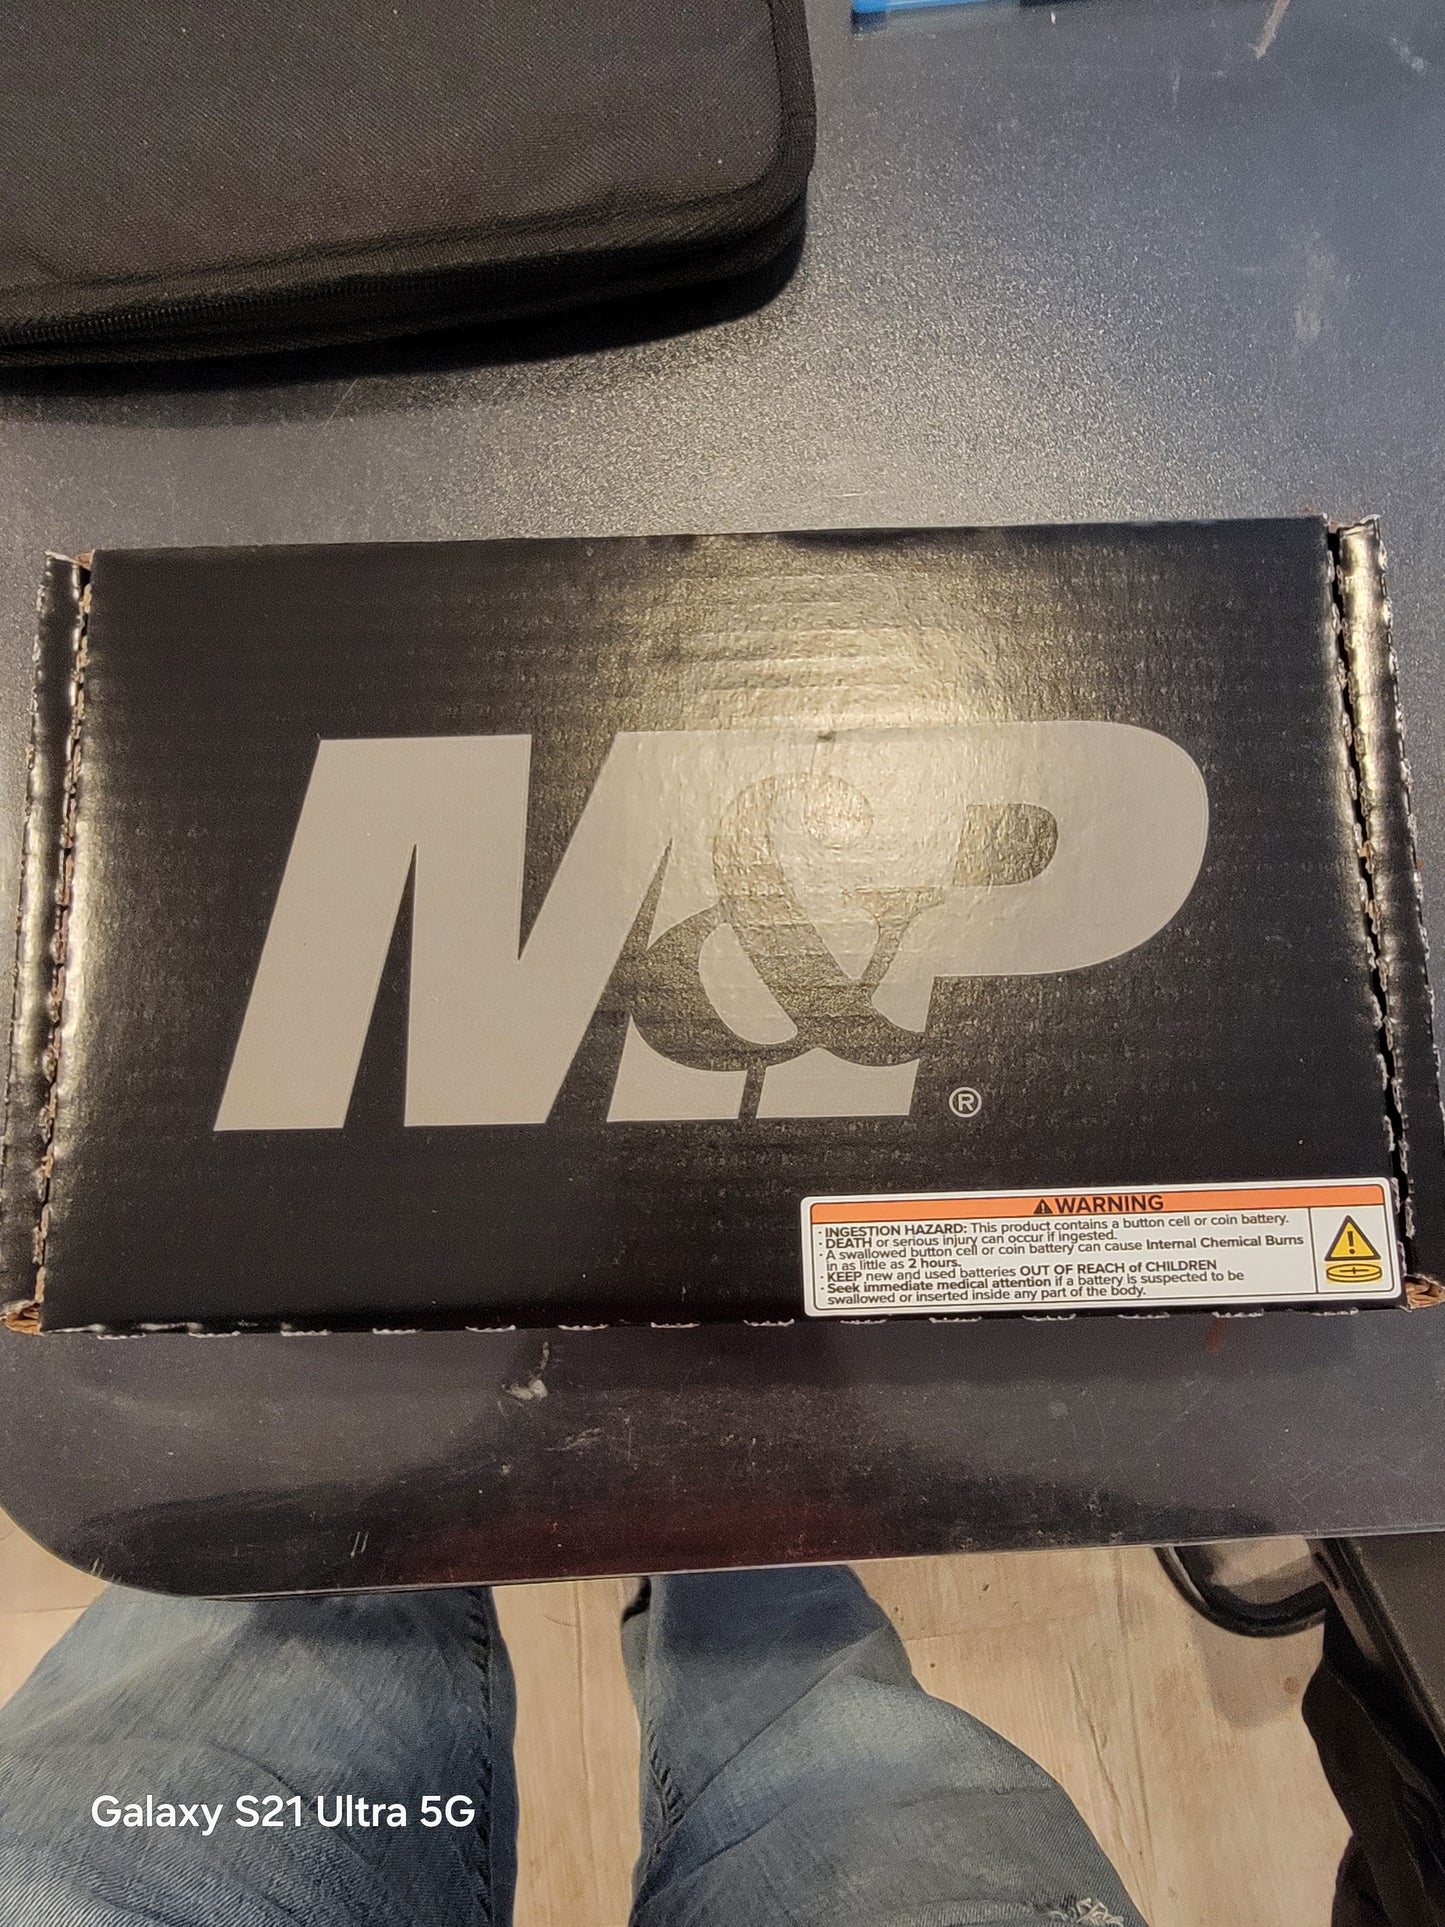 M&P®
WARNING
· INGESTION HAZARD: This product contains a button cell or coin battery.
· DEATH or serious injury can occur if ingested.
· A swallowed button cell or coin battery can cause Internal Chemical Burns
in as little as 2 hours.
· KEEP new and used batteries OUT OF REACH of CHILDREN
· Seek immediate medical attention if a battery is suspected to be
swallowed or inserted inside any part of the body.
Galaxy S21 Ultra 5G